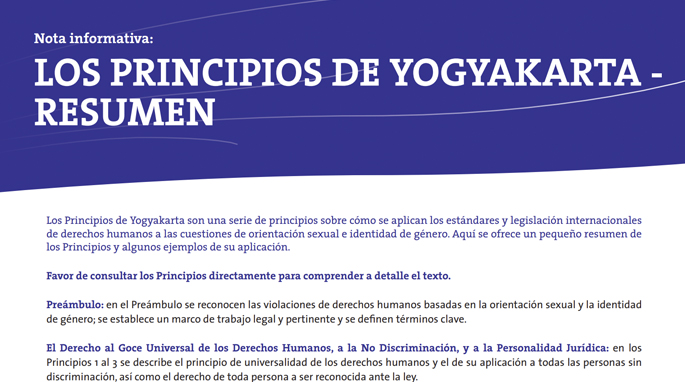 Nota informativa:
LOS PRINCIPIOS DE YOGYAKARTA -
RESUMEN
Los Principios de Yogyakarta son una serie de principios sobre cómo se aplican los estándares y legislación internacionales
de derechos humanos a las cuestiones de orientación sexual e identidad de género. Aquí se ofrece un pequeño resumen de
los Principios y algunos ejemplos de su aplicación.
Favor de consultar los Principios directamente para comprender a detalle el texto.
Preámbulo: en el Preámbulo se reconocen las violaciones de derechos humanos basadas en la orientación sexual y la identidad
de género; se establece un marco de trabajo legal y pertinente y se definen términos clave.
El Derecho al Goce Universal de los Derechos Humanos, a la No Discriminación, y a la Personalidad Jurídica: en los
Principios 1 al 3 se describe el principio de universalidad de los derechos humanos y el de su aplicación a todas las personas sin
discriminación, así como el derecho de toda persona a ser reconocida ante la ley.